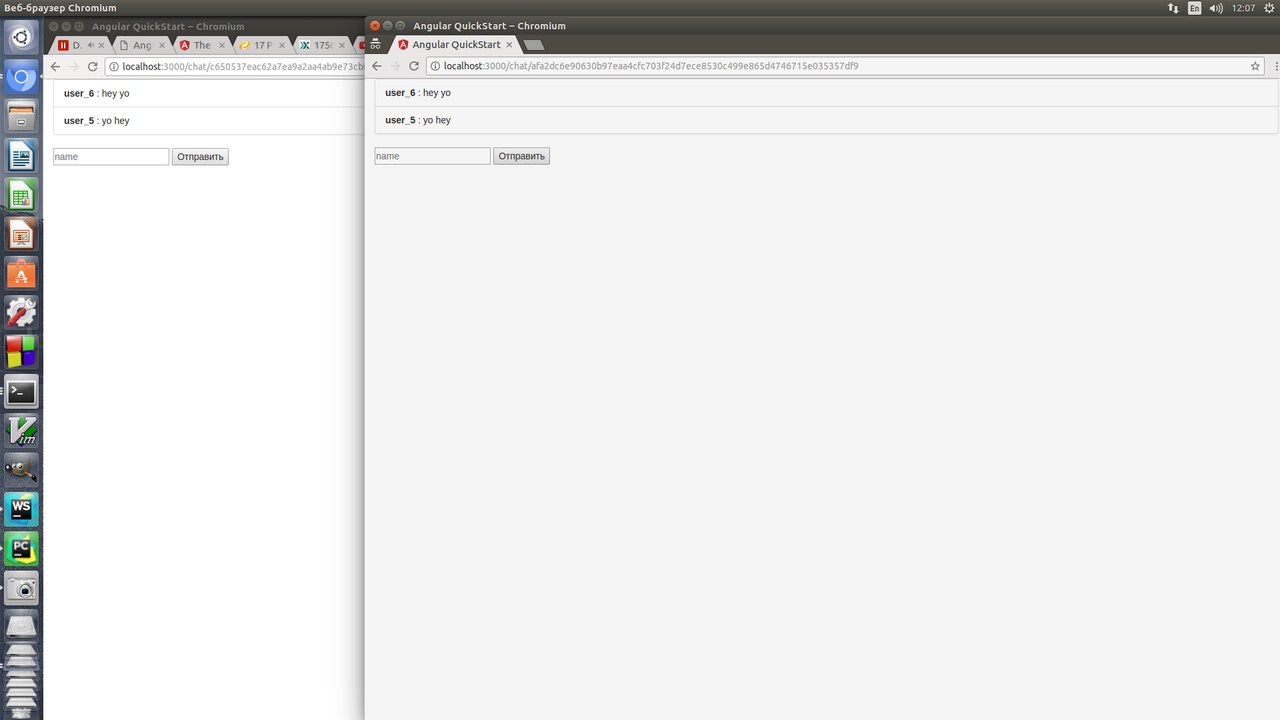 Веб-браузер Chromium
En
12:07
Angular QuickStart – Chromium
D.
Ang
The
17 P
175(
localhost:3000/chat/c650537eac62a7ea9a2aa4ab9e73cb
user_6 : hey yo
user_5 : yo hey
name
Отправить
Angular QuickStart – Chromium
Angular QuickStart
localhost:3000/chat/afa2dc6e90630b97eaa4cfc703f24d7ece8530c499e865d4746715e035357df9
user_6 : hey yo
user_5 : yo hey
name
Отправить
Vim
WS
PC